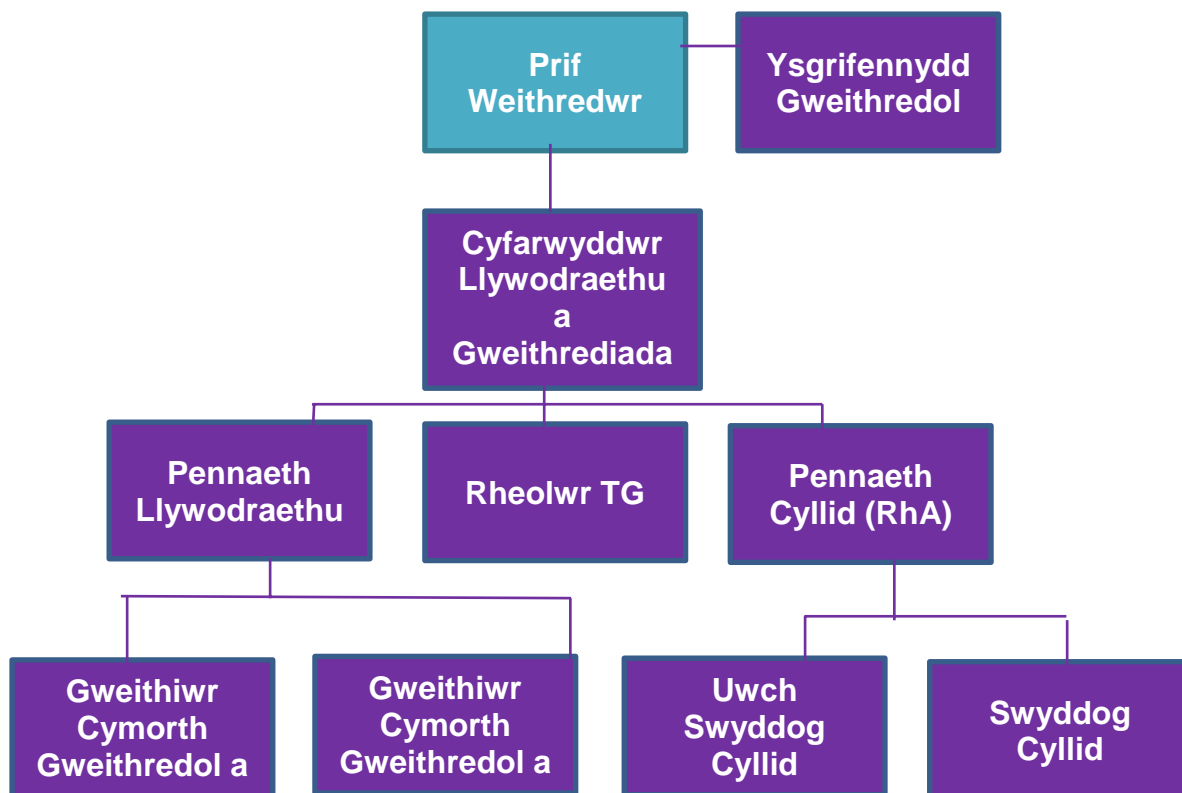 Prif
Weithredwr
Ysgrifennydd
Gweithredol
Cyfarwyddwr
Llywodraethu
a
Gweithrediada
Pennaeth
Llywodraethu
Rheolwr TG
Pennaeth
Cyllid (RhA)
Gweithiwr
Cymorth
Gweithredol a
Gweithiwr
Cymorth
Gweithredol a
Uwch
Swyddog
Cyllid
Swyddog
Cyllid